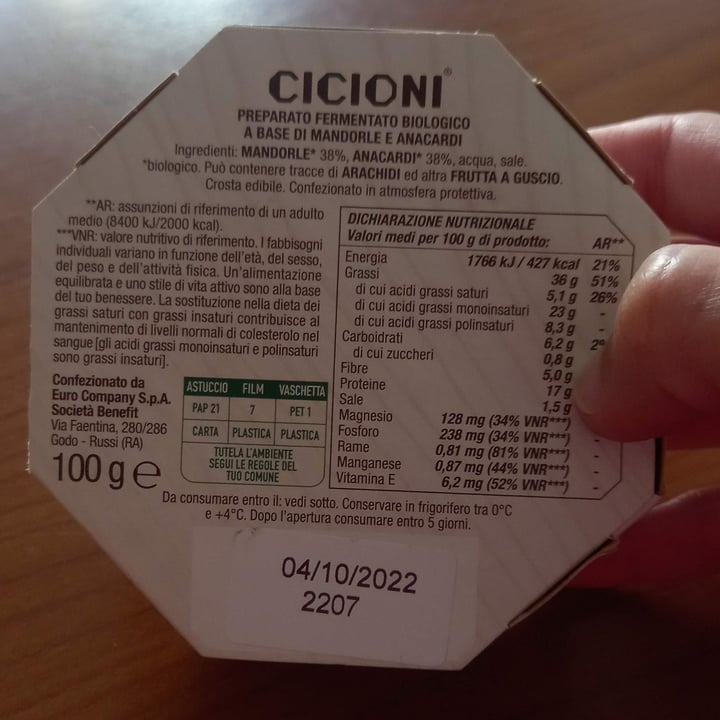 CICIONI®
PREPARATO FERMENTATO BIOLOGICO
A BASE DI MANDORLE E ANACARDI
Ingredienti: MANDORLE* 38%, ANACARDI* 38%, acqua, sale.
*biologico. Può contenere tracce di ARACHIDI ed altra FRUTTA A GUSCIO.
Crosta edibile. Confezionato in atmosfera protettiva.
**AR: assunzioni di riferimento di un adulto
medio (8400 kJ/2000 kcal).
***VNR: valore nutritivo di riferimento. I fabbisogni
individuali variano in funzione dell'età, del sesso,
del peso e dell'attività fisica. Un'alimentazione
equilibrata e uno stile di vita attivo sono alla base
del tuo benessere. La sostituzione nella dieta dei
grassi saturi con grassi insaturi contribuisce al
mantenimento di livelli normali di colesterolo nel
sangue [gli acidi grassi monoinsaturi e polinsaturi
sono grassi insaturi].
DICHIARAZIONE NUTRIZIONALE
Valori medi per 100 g di prodotto: AR**
Energia 1766 kJ / 427 kcal 21%
Grassi 36 g 51%
di cui acidi grassi saturi 5,1 g 26%
di cui acidi grassi monoinsaturi 23 g -
di cui acidi grassi polinsaturi 8,3 g -
Carboidrati 6,2 g
di cui zuccheri 0,8 g
Fibre 5,0 g
Proteine 17 g
Sale 1,5 g
Magnesio 128 mg (34% VNR***)
Fosforo 238 mg (34% VNR***) -
Rame 0,81 mg (81% VNR***) -
Manganese 0,87 mg (44% VNR***) -
Vitamina E 6,2 mg (52% VNR***) -
Confezionato da
Euro Company S.p.A.
Società Benefit
Via Faentina, 280/286
Godo - Russi (RA)
100 g e
ASTUCCIO FILM VASCHETTA
PAP 21 7 PET 1
CARTA PLASTICA PLASTICA
TUTELA L'AMBIENTE
SEGUI LE REGOLE DEL
TUO COMUNE
Da consumare entro il: vedi sotto. Conservare in frigorifero tra 0°C
e +4°C. Dopo l'apertura consumare entro 5 giorni.
04/10/2022
2207